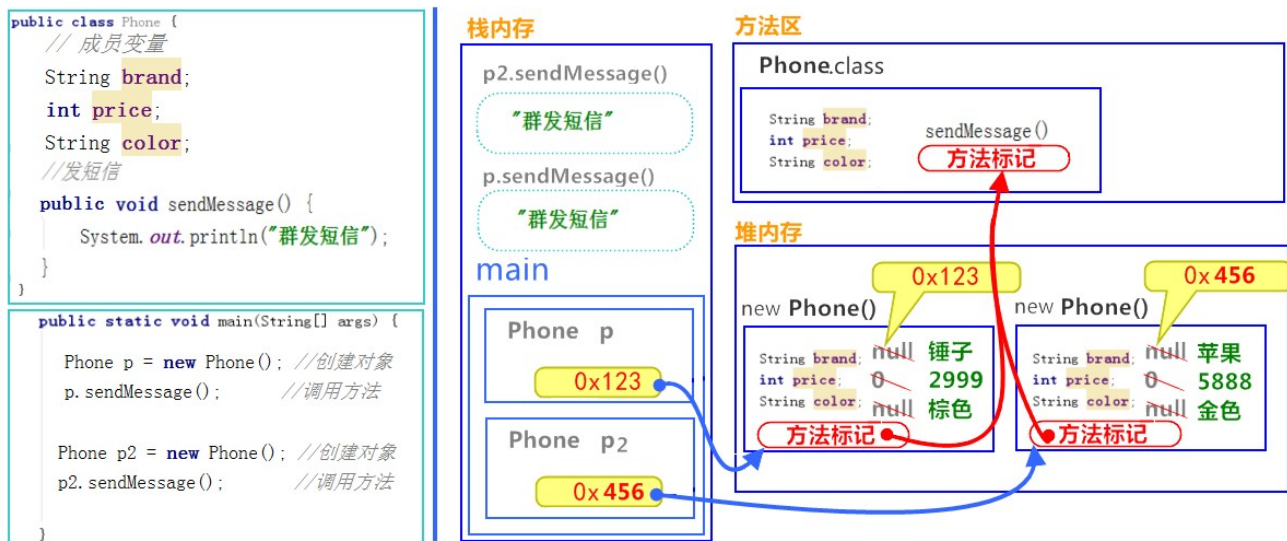 public class Phone {
// 成员变量
String brand;
int price;
String color;
//发短信
public void sendMessage() {
System.out.println("群发短信");
}
}
public static void main(String[] args) {
Phone p = new Phone(); //创建对象
p.sendMessage(); //调用方法
Phone p2 = new Phone(); //创建对象
p2.sendMessage(); //调用方法
}
栈内存
p2.sendMessage()
"群发短信"
p.sendMessage()
"群发短信"
main
Phone p
0x123
Phone p2
0x456
方法区
Phone.class
String brand;
int price;
String color;
sendMessage()
方法标记
堆内存
0x123
new Phone()
String brand; null 锤子
int price; 0 2999
String color; null 棕色
方法标记
0x456
new Phone()
String brand; null 苹果
int price; 0 5888
String color; null 金色
方法标记